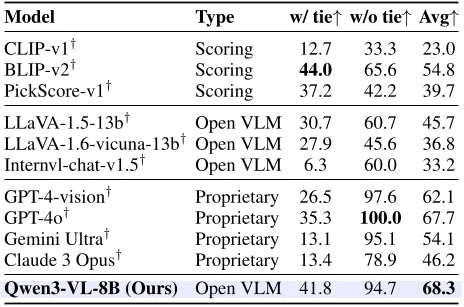 Model Type w/ tie↑ w/o tie↑ Avg↑
CLIP-v1† Scoring 12.7 33.3 23.0
BLIP-v2† Scoring 44.0 65.6 54.8
PickScore-v1† Scoring 37.2 42.2 39.7
LLaVA-1.5-13b† Open VLM 30.7 60.7 45.7
LLaVA-1.6-vicuna-13b† Open VLM 27.9 45.6 36.8
Internvl-chat-v1.5† Open VLM 6.3 60.0 33.2
GPT-4-vision† Proprietary 26.5 97.6 62.1
GPT-4o† Proprietary 35.3 100.0 67.7
Gemini Ultra† Proprietary 13.1 95.1 54.1
Claude 3 Opus† Proprietary 13.4 78.9 46.2
Qwen3-VL-8B (Ours) Open VLM 41.8 94.7 68.3